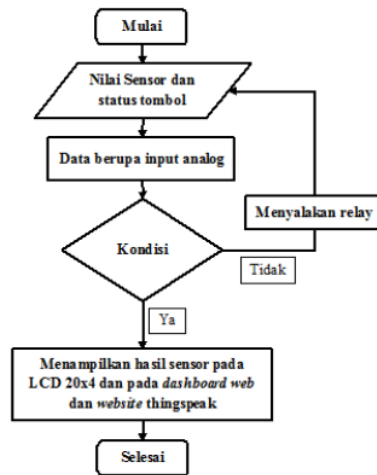 Mulai
Nilai Sensor dan
status tombol
Data berupa input analog
Menyalakan relay
Kondisi
Tidak
Ya
Menampilkan hasil sensor pada
LCD 20x4 dan pada dashboard web
dan website thingspeak
Selesai